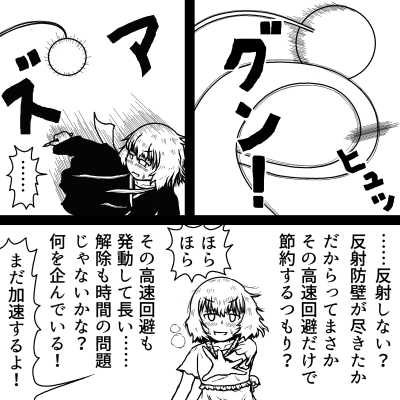 グン!
ヒュッ
マズ
……
……反射しない?
反射防壁が尽きたか
だからってまさか
その高速回避だけで
節約するつもり?
ほら
ほら
その高速回避も
発動して長い……
解除も時間の問題
じゃないかな?
何を企んでいる!
まだ加速するよ!